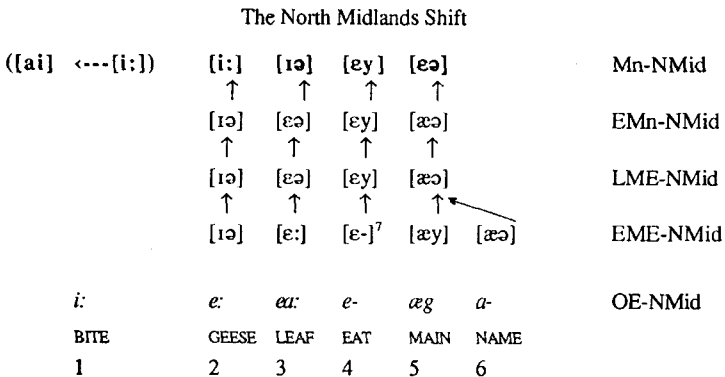 The North Midlands Shift
([ai] <---[i:]) [i:] [ɪə] [ɛy] [ɛə] Mn-NMid
↑ ↑ ↑ ↑
[ɪə] [ɛə] [ɛy] [æə] EMn-NMid
↑ ↑ ↑ ↑
[ɪə] [ɛə] [ɛy] [æə] LME-NMid
↑ ↑ ↑ ↑
[ɪə] [ɛ:] [ɛ-]⁷ [æy] [æə] EME-NMid
i: e: ea: e- æg a- OE-NMid
BITE GEESE LEAF EAT MAIN NAME
1 2 3 4 5 6